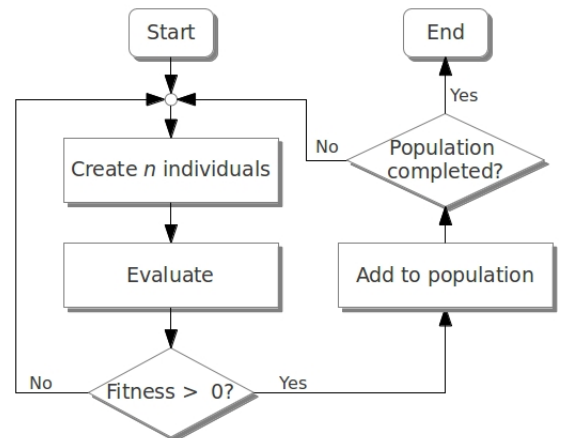 Start
Create n individuals
Evaluate
Fitness > 0?
No
Yes
Add to population
Population
completed?
No
Yes
End